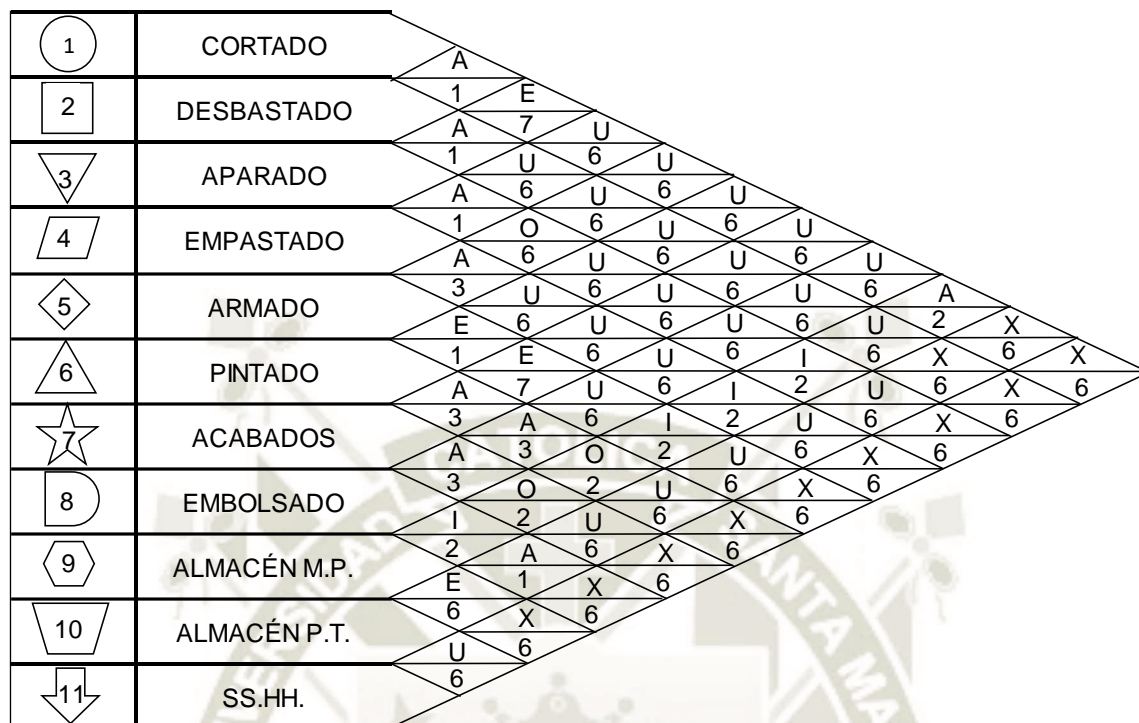 1 CORTADO
A
1 E
2 DESBASTADO
A 7 U
1 U 6 U
3 APARADO
A 6 U 6 U
1 O 6 U 6 U
4 EMPASTADO
A 6 U 6 U 6 U
3 U 6 U 6 U 6 A
5 ARMADO
E 6 U 6 U 6 U 2 X
1 E 6 U 6 I 6 X 6 X
6 PINTADO
A 7 U 6 I 2 U 6 X 6
3 A 6 I 2 U 6 X 6
7 ACABADOS
A 3 O 2 U 6 X 6
3 O 2 U 6 X 6
8 EMBOLSADO
I 2 U 6 X 6
2 A 6 X 6
9 ALMACÉN M.P.
E 1 X 6
6 X 6
10 ALMACÉN P.T.
U 6
6
11 SS.HH.
CATOLICA